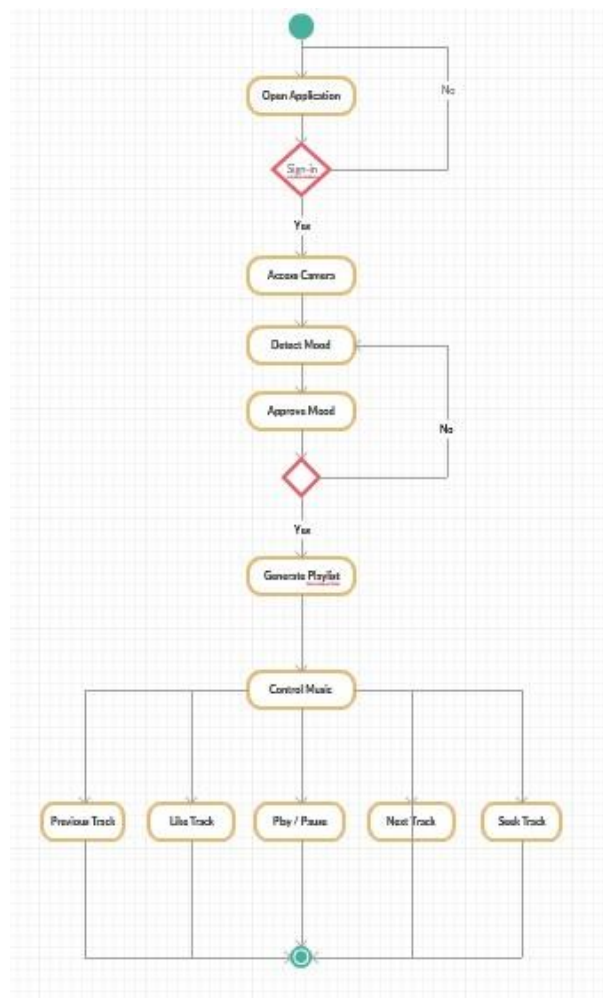 No
Open Application
Sign-in
Yes
Access Camera
Detect Mood
Approve Mood
No
Yes
Generate Playlist
Control Music
Previous Track
Like Track
Play / Pause
Next Track
Seek Track